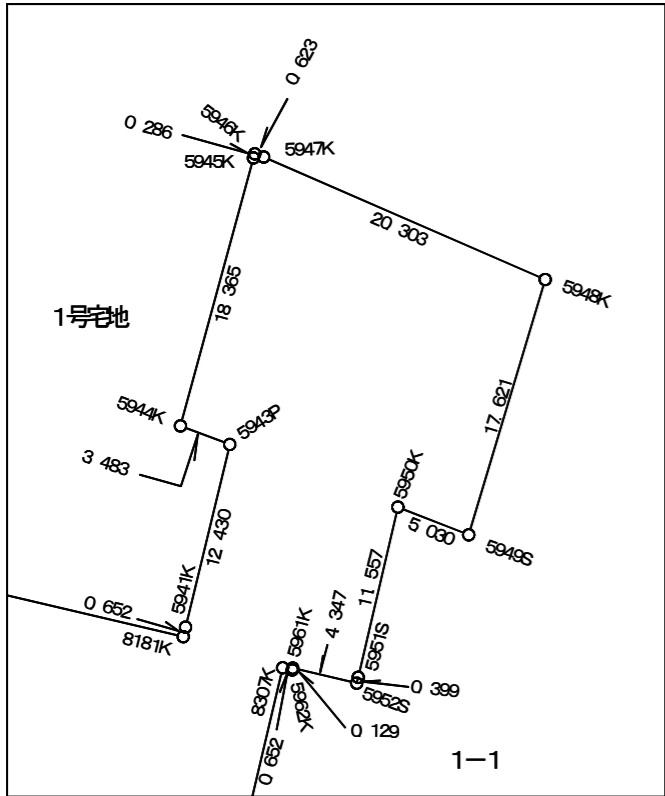 0 623
5946K
0 286
5945K
5947K
20 303
5948K
18 365
1号宅地
17 621
5944K
5943P
3 483
5950K
12 430
5 030
5949S
11 557
5941K
0 652
8181K
5961K
4 347
5951S
8307K
5962K
5952S
0 399
0 129
0 652
1－1